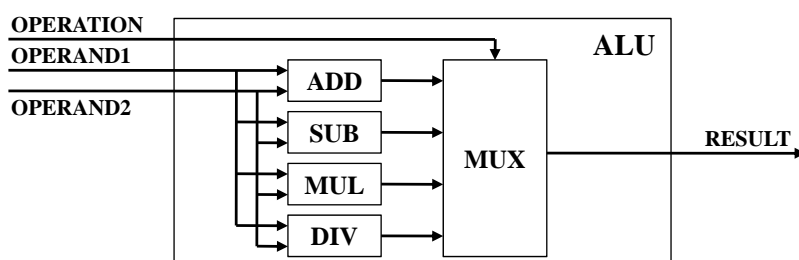 OPERATION
ALU
OPERAND1
ADD
OPERAND2
SUB
MUX
RESULT
MUL
DIV